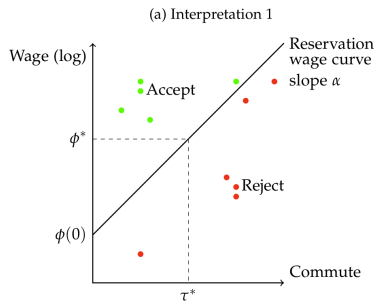 (a) Interpretation 1
Wage (log)
Reservation
wage curve
slope α
Accept
ϕ*
Reject
ϕ(0)
Commute
τ*